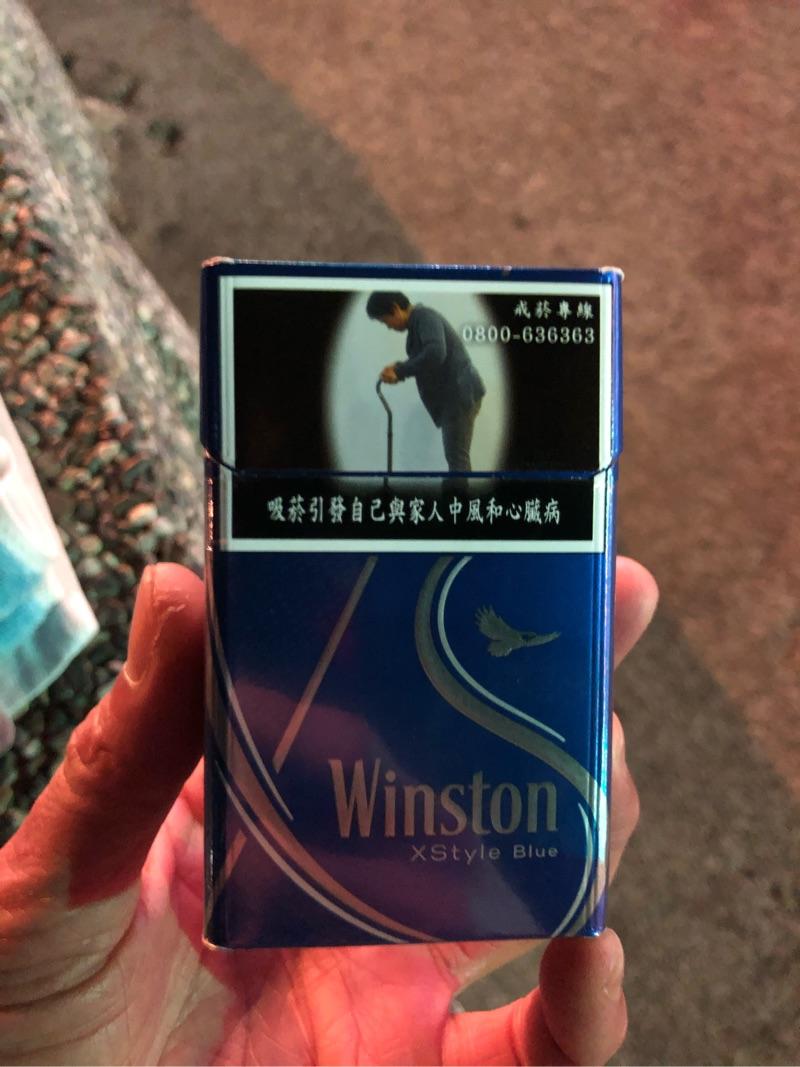 戒菸專線
0800-636363
吸菸引發自己與家人中風和心臟病
Winston
XStyle Blue